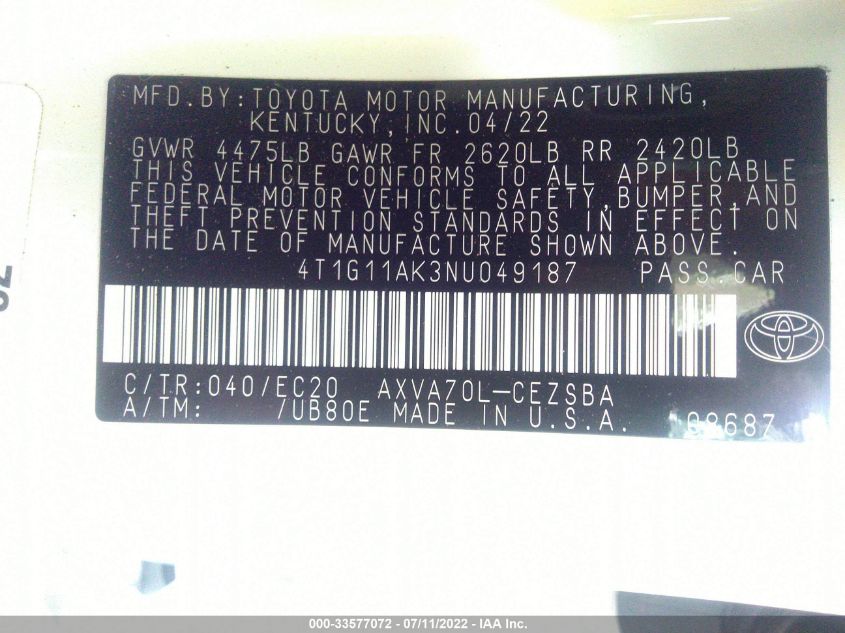 MFD.BY:TOYOTA MOTOR MANUFACTURING,
KENTUCKY,INC.04/22
GVWR 4475LB GAWR FR 2620LB RR 2420LB
THIS VEHICLE CONFORMS TO ALL APPLICABLE
FEDERAL MOTOR VEHICLE SAFETY,BUMPER,AND
THEFT PREVENTION STANDARDS IN EFFECT ON
THE DATE OF MANUFACTURE SHOWN ABOVE.
4T1G11AK3NU049187 PASS.CAR
C/TR:040/EC20 AXVA70L-CEZSBA
A/TM: /UB80E MADE IN U.S.A. 08687
000-33577072 - 07/11/2022 - IAA Inc.